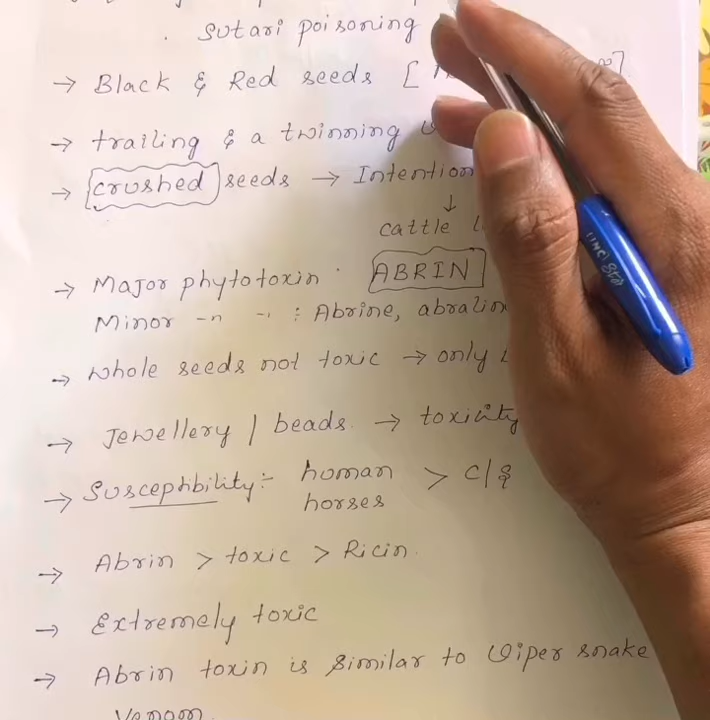 Sutari poisoning
→ Black & Red seeds [
→ trailing & a twinning
→ crushed seeds → Intention
↓
cattle
→ Major phytotoxin ABRIN
Minor -n- : Abrine, abralin
→ Whole seeds not toxic → only
→ Jewellery / beads. → toxicity
→ Susceptibility:- human > C/S
horses
→ Abrin > toxic > Ricin.
→ Extremely toxic
→ Abrin toxin is similar to Viper snake
Venom.